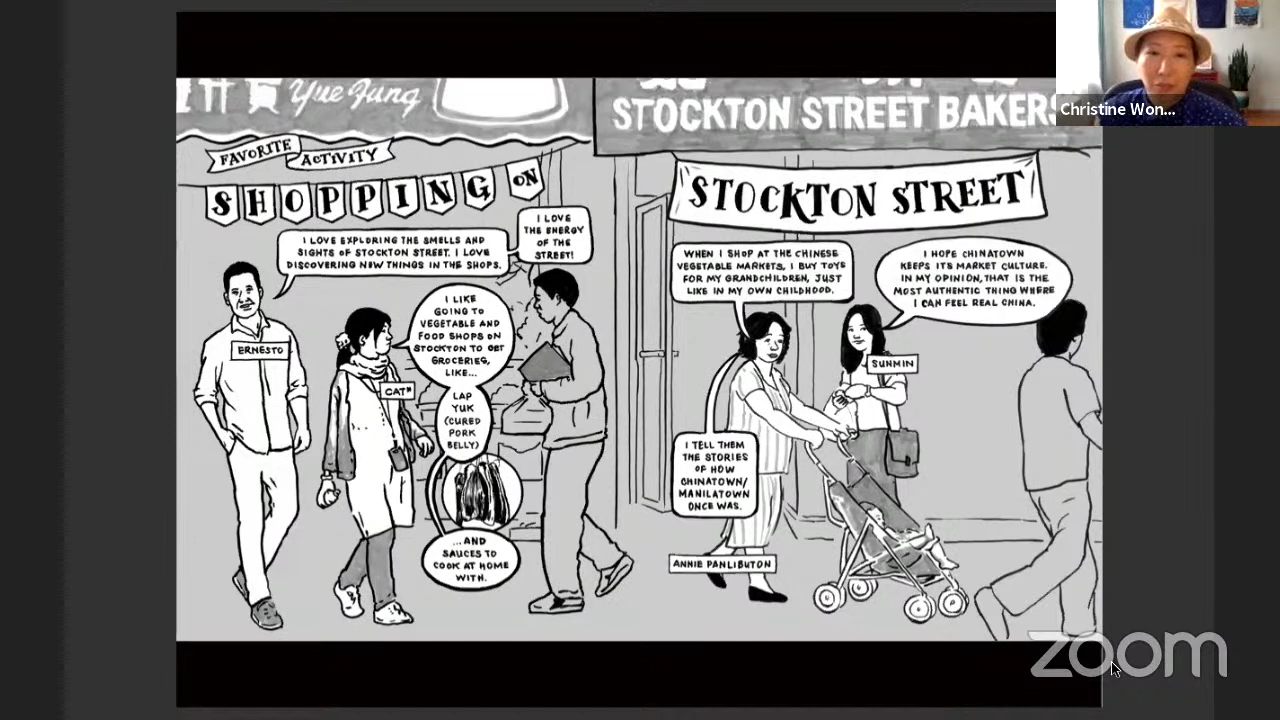 Yue Fung
STOCKTON STREET BAKERS
Christine Won...
FAVORITE
ACTIVITY
SHOPPING ON
STOCKTON STREET
I LOVE EXPLORING THE SMELLS AND
SIGHTS OF STOCKTON STREET. I LOVE
DISCOVERING NEW THINGS IN THE SHOPS.
I LOVE
THE ENERGY
OF THE
STREET!
ERNESTO
I LIKE
GOING TO
VEGETABLE AND
FOOD SHOPS ON
STOCKTON TO GET
GROCERIES,
LIKE...
CAT*
LAP
YUK
(CURED
PORK
BELLY)
...AND
SAUCES TO
COOK AT HOME
WITH.
WHEN I SHOP AT THE CHINESE
VEGETABLE MARKETS, I BUY TOYS
FOR MY GRANDCHILDREN, JUST
LIKE IN MY OWN CHILDHOOD.
I TELL THEM
THE STORIES
OF HOW
CHINATOWN/
MANILATOWN
ONCE WAS.
ANNIE PANLIBUTON
I HOPE CHINATOWN
KEEPS ITS MARKET CULTURE.
IN MY OPINION, THAT IS THE
MOST AUTHENTIC THING WHERE
I CAN FEEL REAL CHINA.
SUNMIN
zoom